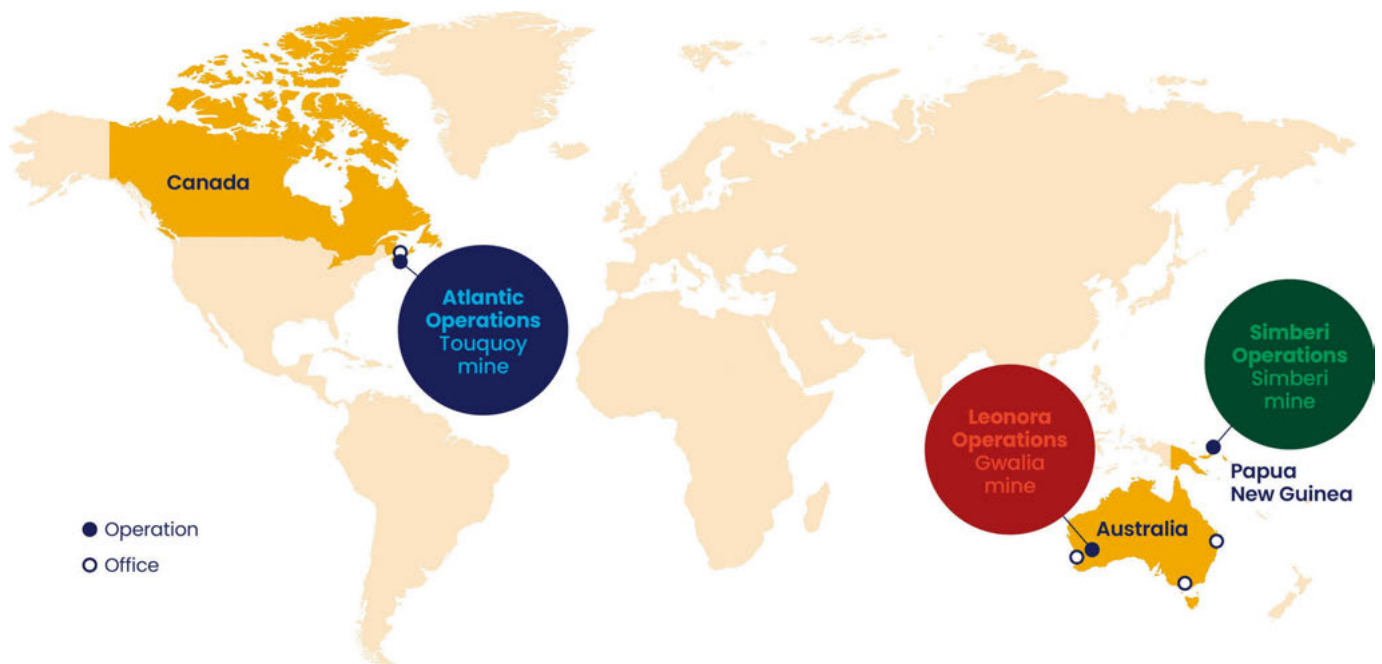 Canada
Atlantic
Operations
Touquoy
mine
Simberi
Operations
Simberi
mine
Leonora
Operations
Gwalia
mine
Papua
New Guinea
Australia
Operation
Office